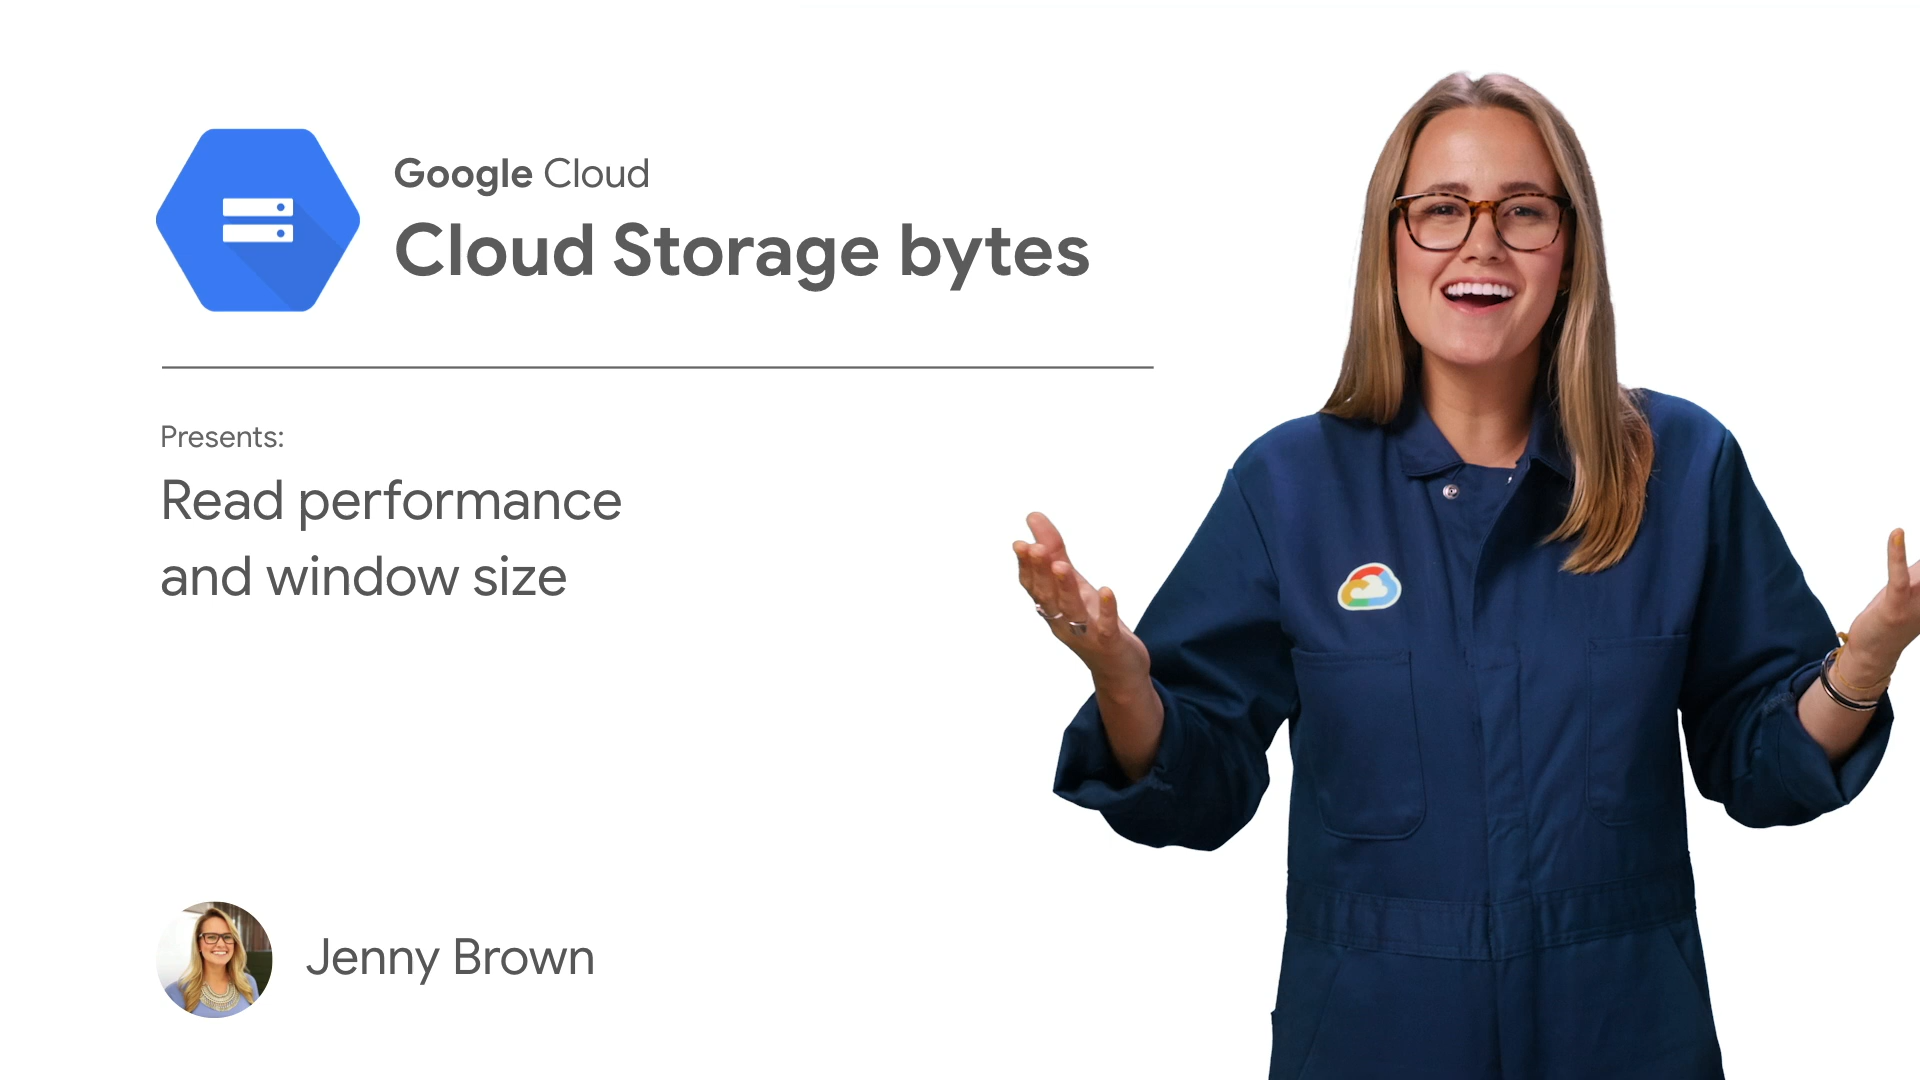 Google Cloud
Cloud Storage bytes
Presents:
Read performance
and window size
Jenny Brown